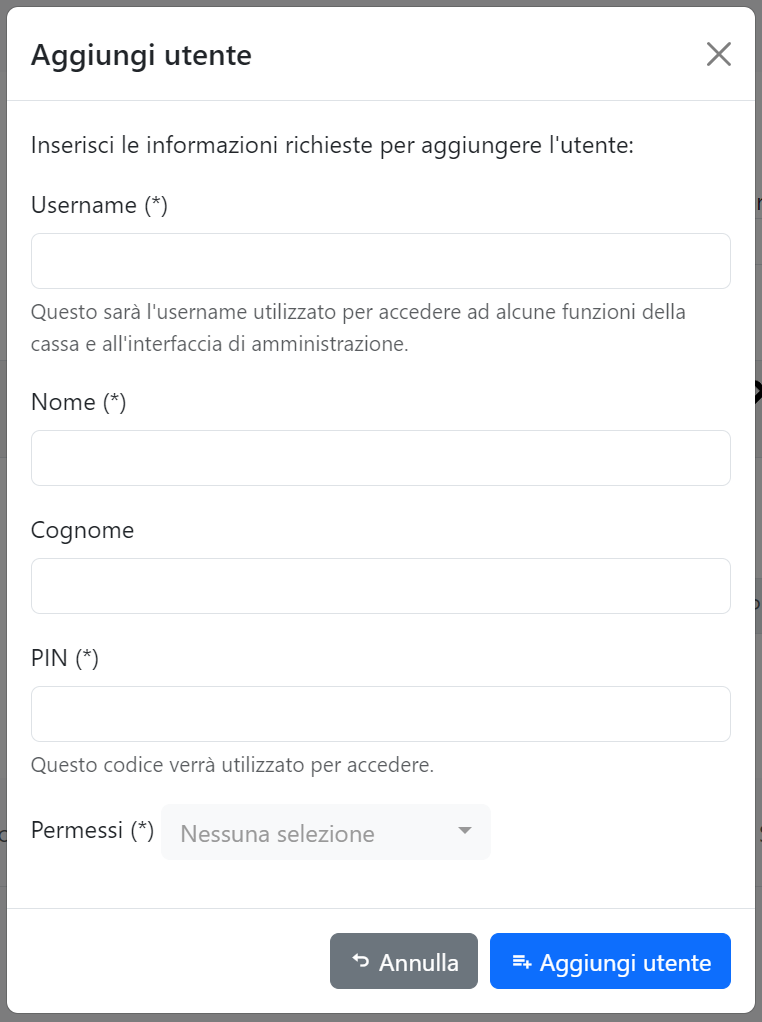 Aggiungi utente
Inserisci le informazioni richieste per aggiungere l'utente:
Username (*)
Questo sarà l'username utilizzato per accedere ad alcune funzioni della
cassa e all'interfaccia di amministrazione.
Nome (*)
Cognome
PIN (*)
Questo codice verrà utilizzato per accedere.
Permessi (*) Nessuna selezione
Annulla Aggiungi utente